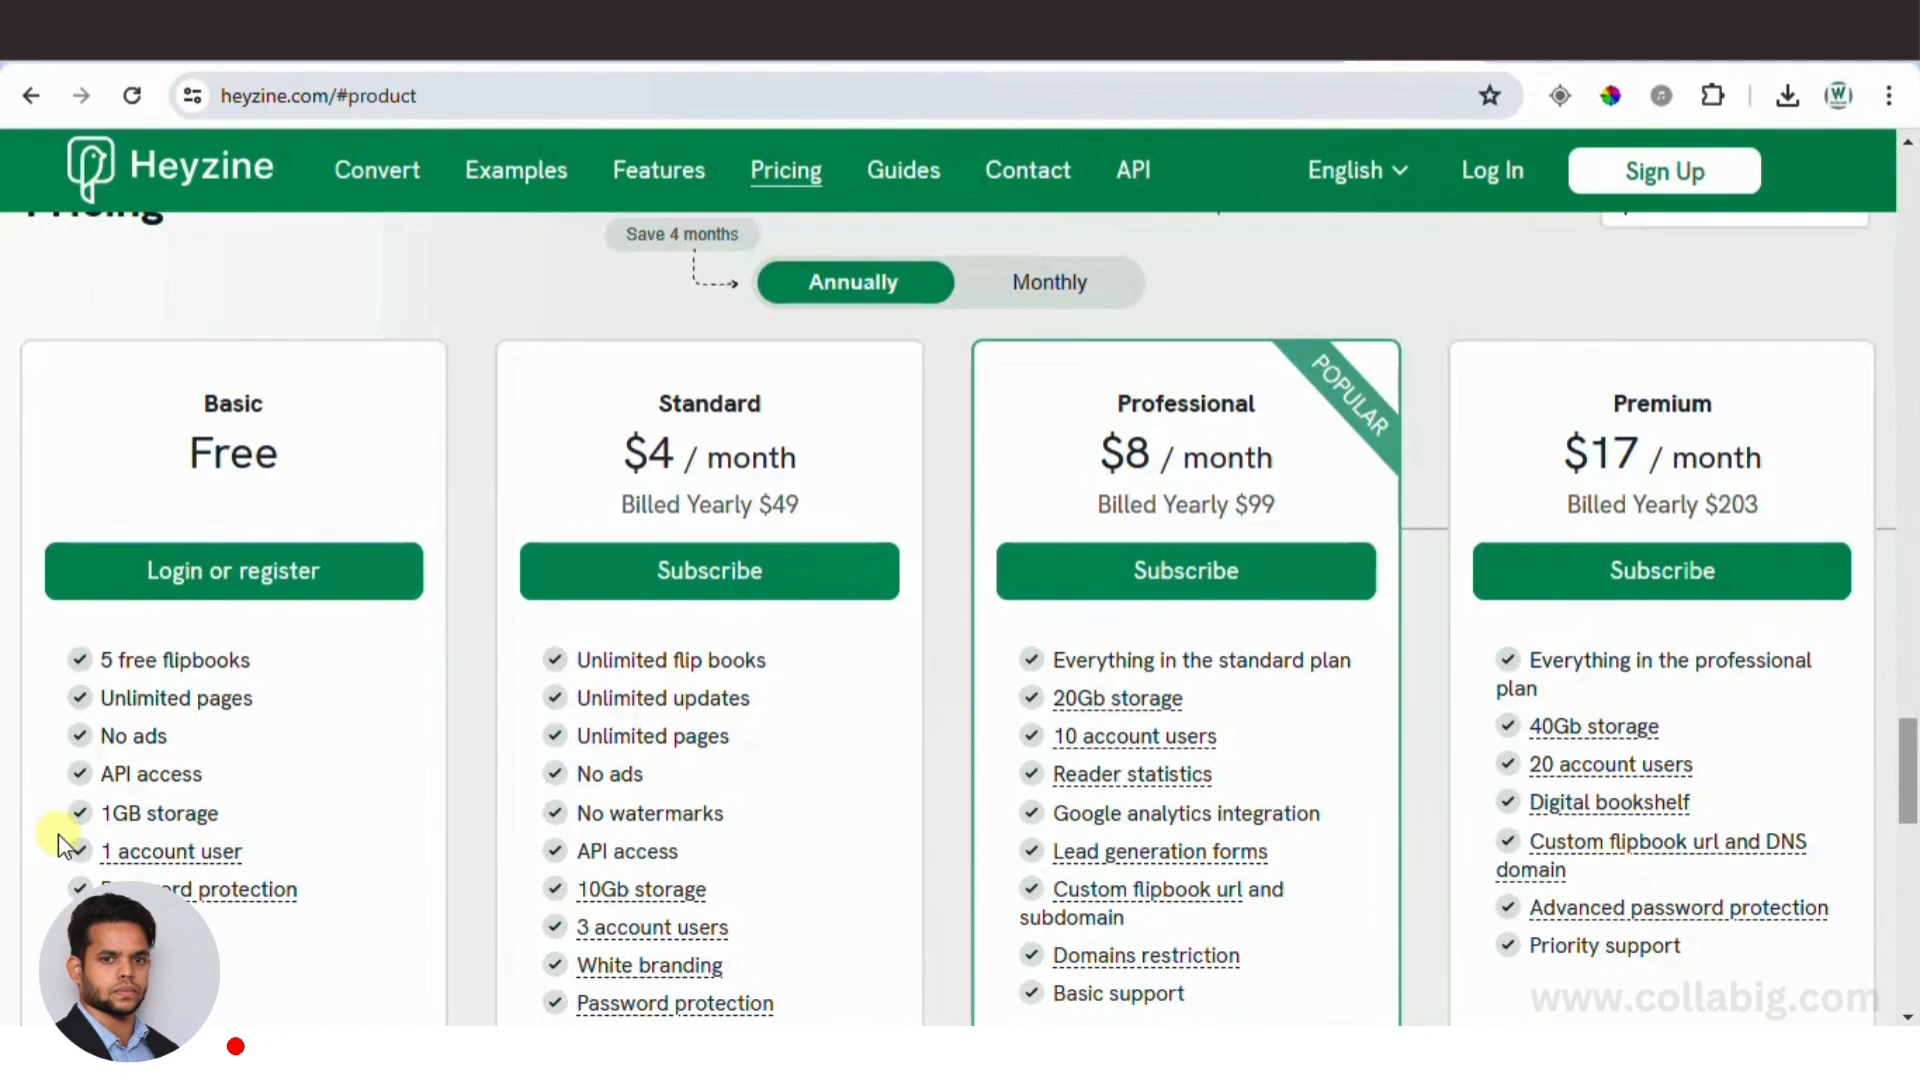 heyzine.com/#product
W
Heyzine
Convert
Examples
Features
Pricing
Guides
Contact
API
English
Log In
Sign Up
Pricing
Save 4 months
Annually
Monthly
Basic
Free
Login or register
5 free flipbooks
Unlimited pages
No ads
API access
1GB storage
1 account user
protection
Standard
$4 / month
Billed Yearly $49
Subscribe
Unlimited flip books
Unlimited updates
Unlimited pages
No ads
No watermarks
API access
10Gb storage
3 account users
White branding
Password protection
POPULAR
Professional
$8 / month
Billed Yearly $99
Subscribe
Everything in the standard plan
20Gb storage
10 account users
Reader statistics
Google analytics integration
Lead generation forms
Custom flipbook url and
subdomain
Domains restriction
Basic support
Premium
$17 / month
Billed Yearly $203
Subscribe
Everything in the professional
plan
40Gb storage
20 account users
Digital bookshelf
Custom flipbook url and DNS
domain
Advanced password protection
Priority support
www.collabig.com